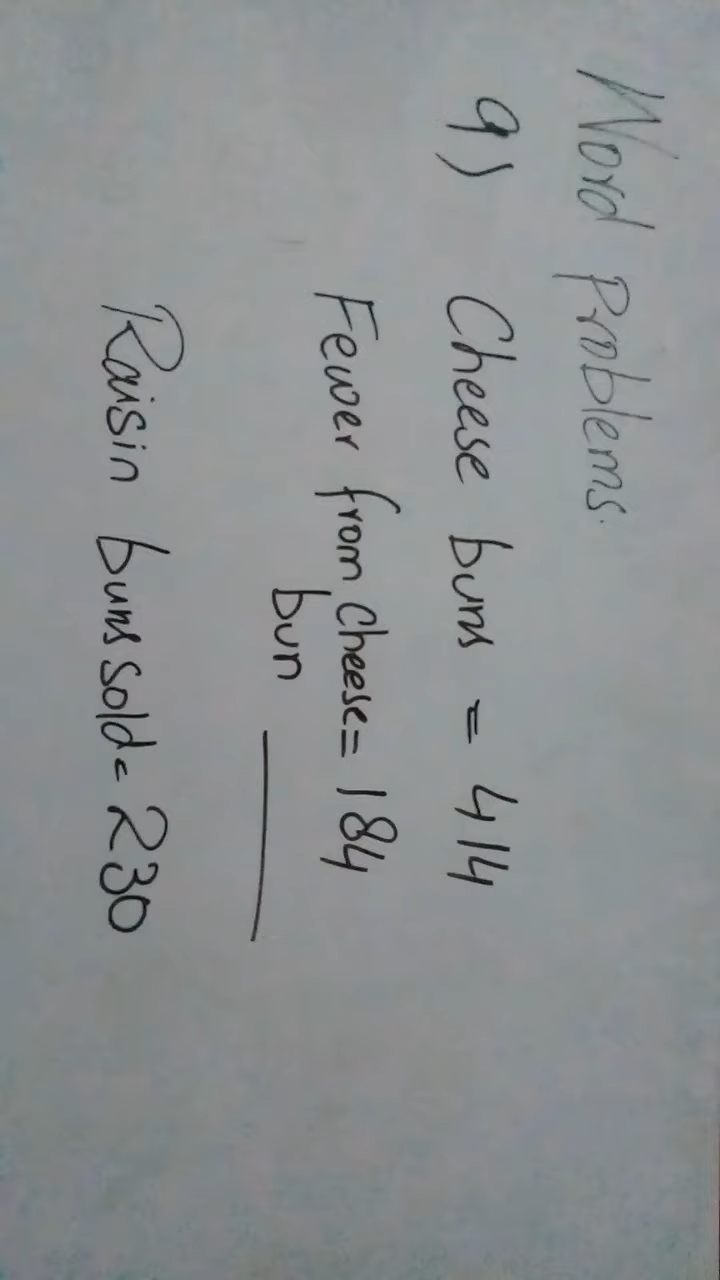 Word Problems.
9) Cheese buns = 414
Fewer from Cheese = 184
bun
Raisin buns sold = 230